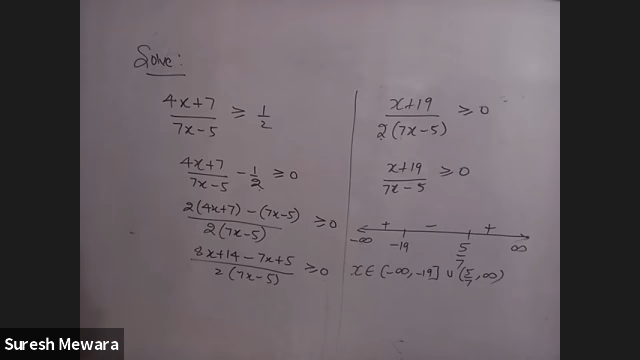 Solve:
4x+7/7x-5 ≥ 1/2
4x+7/7x-5 - 1/2 ≥ 0
2(4x+7) - (7x-5)/2(7x-5) ≥ 0
8x+14-7x+5/2(7x-5) ≥ 0
x+19/2(7x-5) ≥ 0
x+19/7x-5 ≥ 0
+ - +
-∞ -19 5/7 ∞
x∈(-∞,-19] ∪ (5/7,∞)
Suresh Mewara